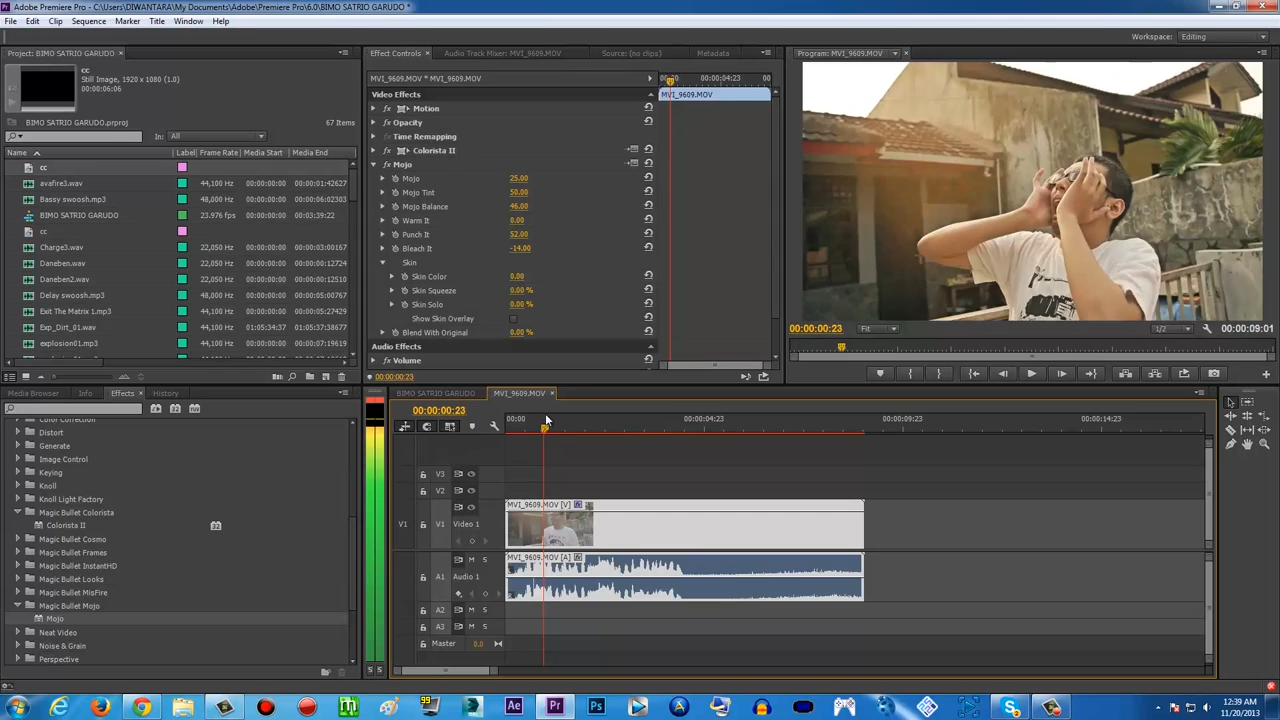 Adobe Premiere Pro - C:\Users\DIWANTARA\My Documents\Adobe\Premiere Pro\6.0\BIMO SATRIO GARUDO *
File Edit Clip Sequence Marker Title Window Help
Workspace: Editing
Project: BIMO SATRIO GARUDO
cc
Still Image, 1920 x 1080 (1.0)
00:00:06:06
BIMO SATRIO GARUDO.prproj
67 Items
In: All
Name Label Frame Rate Media Start Media End
cc
avafire3.wav 44,100 Hz 00:00:00:00 00:00:01:42627
Bassy swoosh.mp3 48,000 Hz 00:00:00:00 00:00:06:02303
BIMO SATRIO GARUDO 23.976 fps 00:00:00:00 00:03:39:22
cc
Charge3.wav 22,050 Hz 00:00:00:00 00:00:03:00147
Daneben.wav 44,100 Hz 00:00:00:00 00:00:00:12724
Daneben2.wav 22,050 Hz 00:00:00:00 00:00:00:12510
Delay swoosh.mp3 48,000 Hz 00:00:00:00 00:00:05:00767
Exit The Matrix 1.mp3 44,100 Hz 00:00:00:00 00:00:03:31871
Exp_Dirt_01.wav 44,100 Hz 01:05:34:37 01:05:37:38677
explosion01.mp3 44,100 Hz 00:00:00:00 00:00:07:19619
Effect Controls Audio Track Mixer: MVI_9609.MOV Source: (no clips) Metadata
MVI_9609.MOV * MVI_9609.MOV
00:00 00:00:04:23 00
Video Effects
MVI_9609.MOV
Motion
Opacity
Time Remapping
Colorista II
Mojo
Mojo 25.00
Mojo Tint 50.00
Mojo Balance 46.00
Warm It 0.00
Punch It 52.00
Bleach It -14.00
Skin
Skin Color 0.00
Skin Squeeze 0.00 %
Skin Solo 0.00 %
Show Skin Overlay
Blend With Original 0.00 %
Audio Effects
Volume
00:00:00:23
Program: MVI_9609.MOV
00:00:00:23 Fit 1/2 00:00:09:01
Media Browser Info Effects History
Color Correction
Distort
Generate
Image Control
Keying
Knoll
Knoll Light Factory
Magic Bullet Colorista
Colorista II
Magic Bullet Cosmo
Magic Bullet Frames
Magic Bullet InstantHD
Magic Bullet Looks
Magic Bullet MisFire
Magic Bullet Mojo
Mojo
Neat Video
Noise & Grain
Perspective
S S
BIMO SATRIO GARUDO MVI_9609.MOV
00:00:00:23
00:00 00:00:04:23 00:00:09:23 00:00:14:23
V3
V2
MVI_9609.MOV [V]
V1 V1 Video 1
MVI_9609.MOV [A]
M S
A1 Audio 1
A2 M S
A3 M S
Master 0.0
99
Ae Pr Ps
12:39 AM
11/20/2013